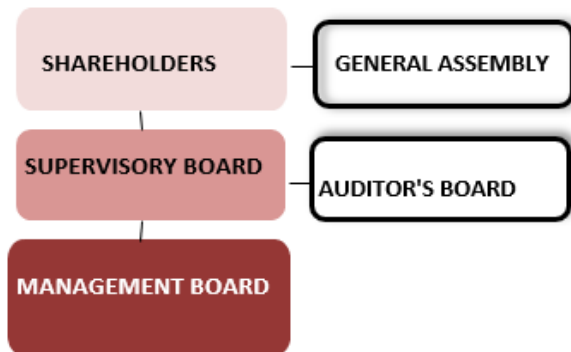 SHAREHOLDERS
GENERAL ASSEMBLY
SUPERVISORY BOARD
AUDITOR'S BOARD
MANAGEMENT BOARD